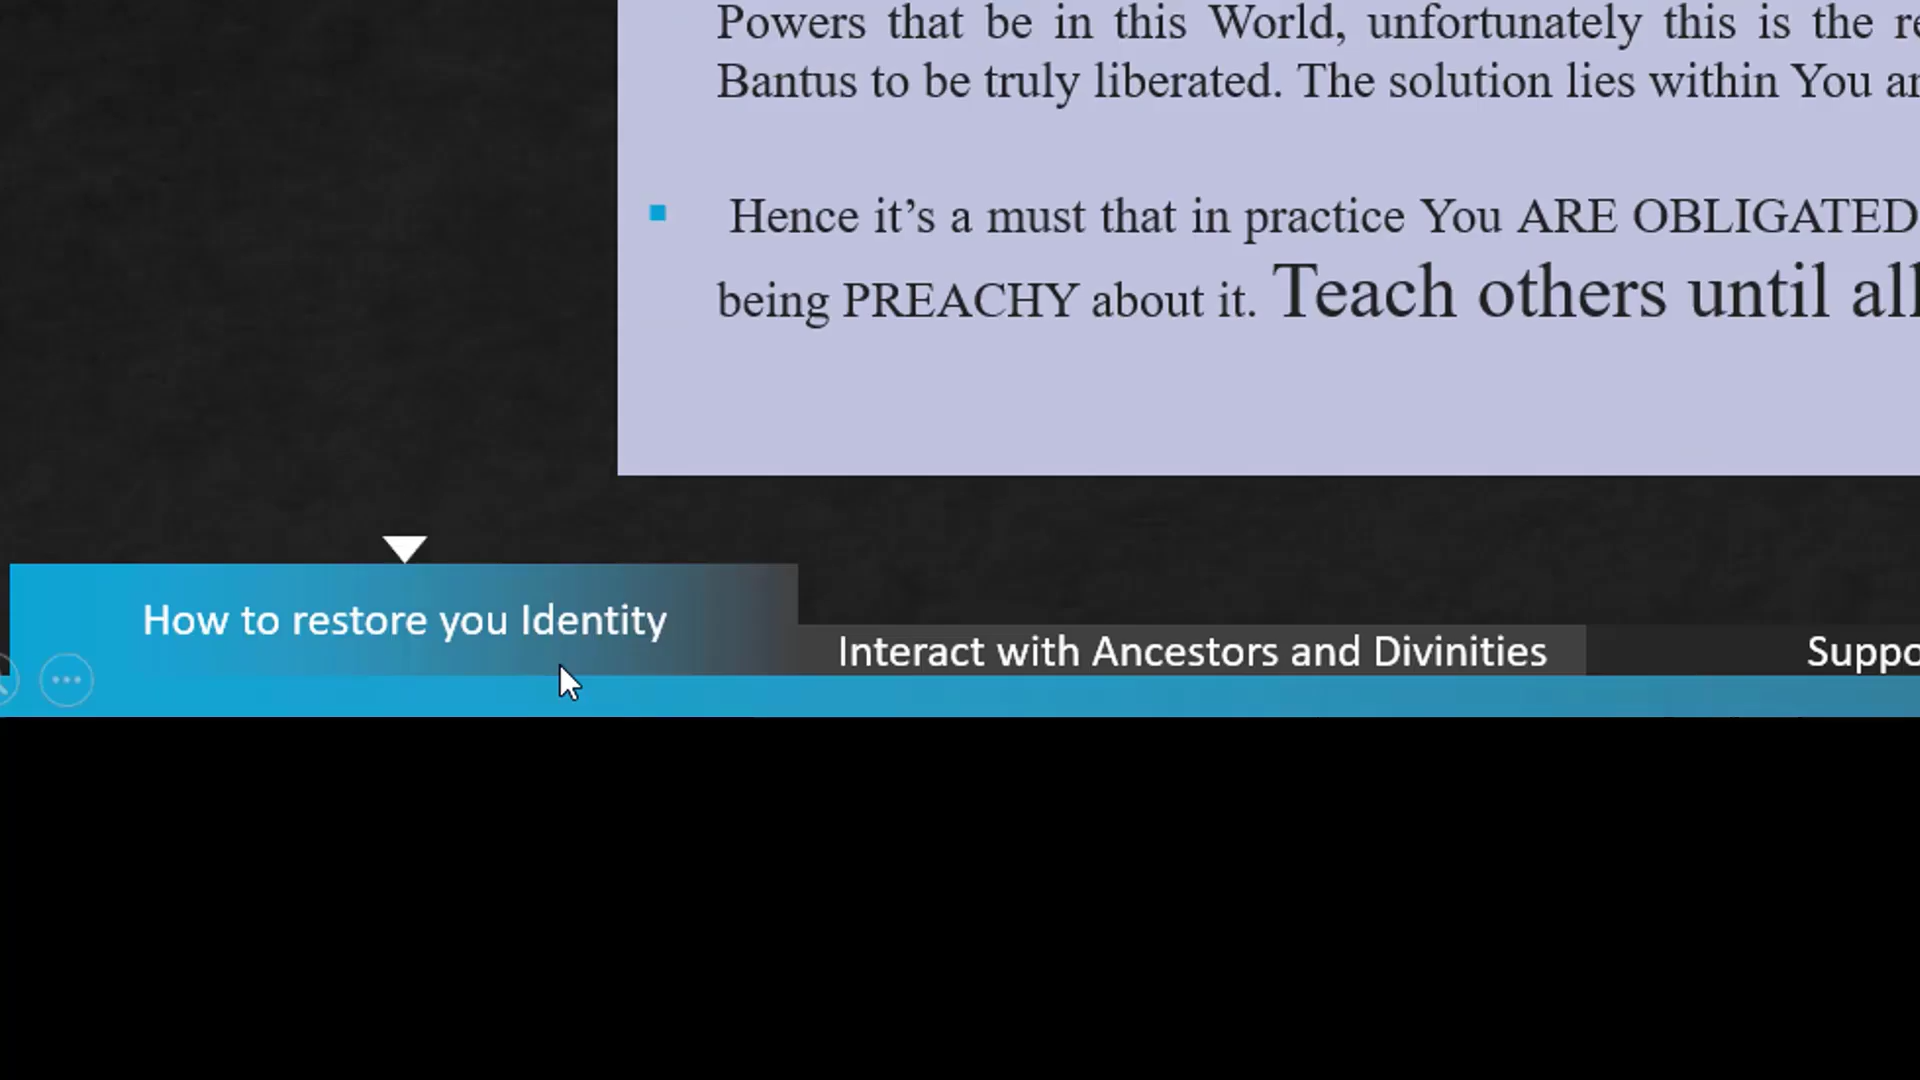 Powers that be in this World, unfortunately this is the
Bantus to be truly liberated. The solution lies within You
Hence it’s a must that in practice You ARE OBLIGATED
being PREACHY about it. Teach others until all
How to restore you Identity
Interact with Ancestors and Divinities